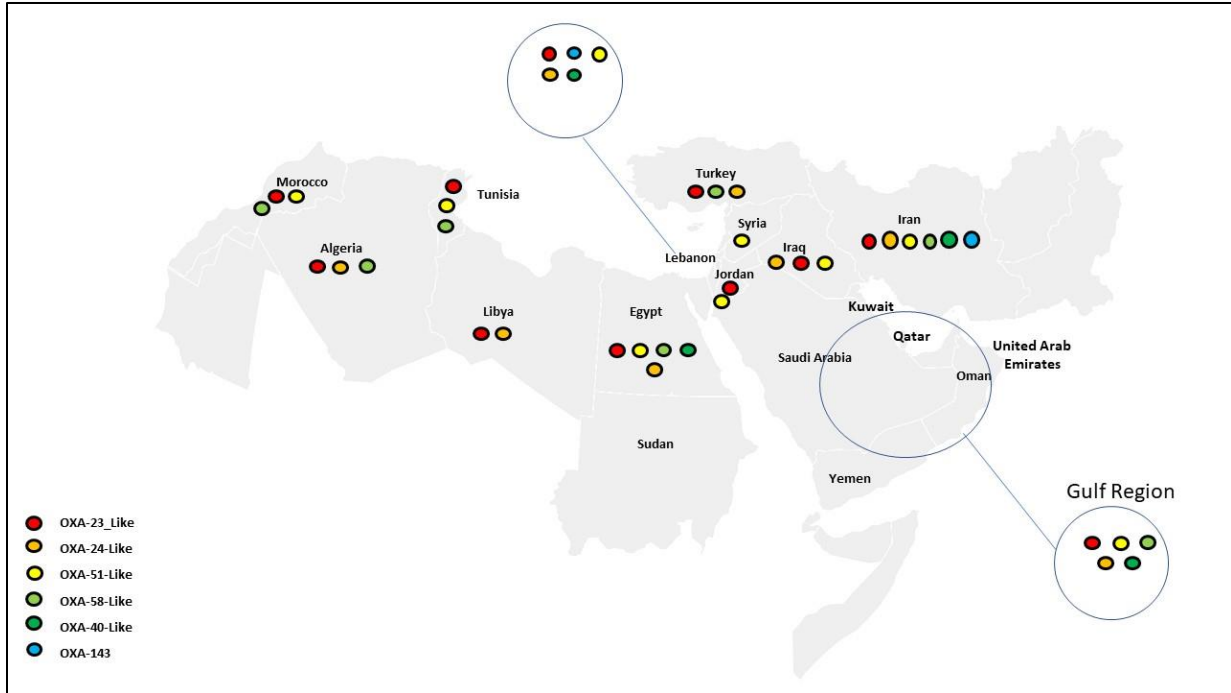 Morocco
Tunisia
Algeria
Libya
Egypt
Sudan
Turkey
Syria
Lebanon
Iraq
Jordan
Iran
Kuwait
Qatar
Saudi Arabia
United Arab
Emirates
Oman
Yemen
Gulf Region
OXA-23_Like
OXA-24-Like
OXA-51-Like
OXA-58-Like
OXA-40-Like
OXA-143